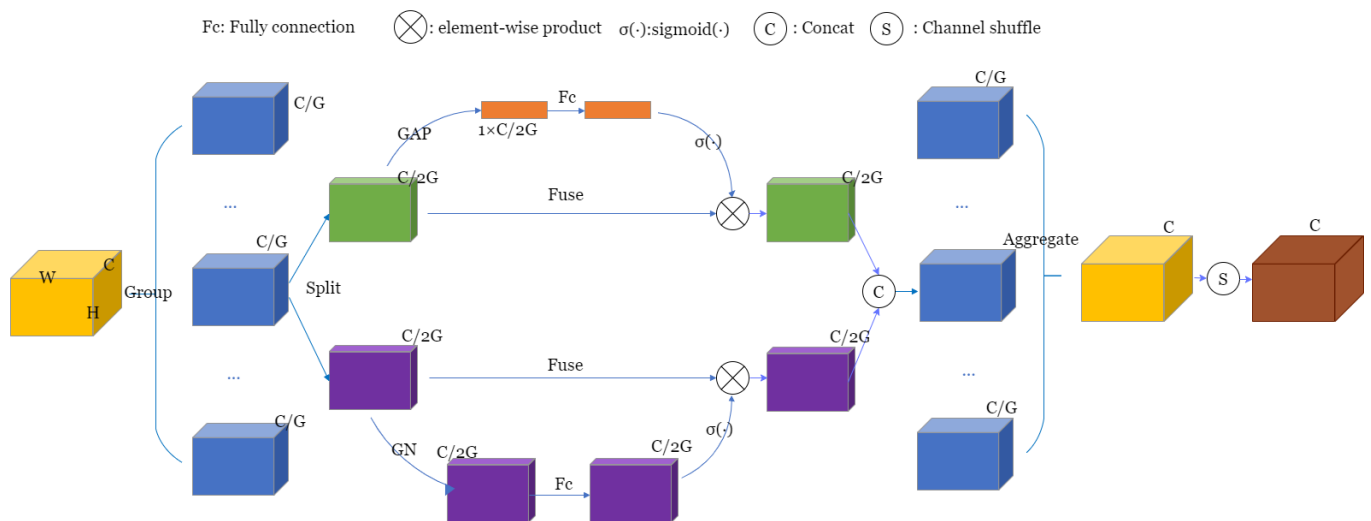 Fc: Fully connection : element-wise product σ(·):sigmoid(·) C : Concat S : Channel shuffle
C/G
Fc
C/G
GAP
1×C/2G
σ(·)
C/2G
C/2G
...
Fuse
...
C/G
C
W
C
Aggregate
C
Group
Split
C
S
H
C/2G
C/2G
...
Fuse
...
C/G
GN
C/2G
C/2G
σ(·)
C/G
Fc